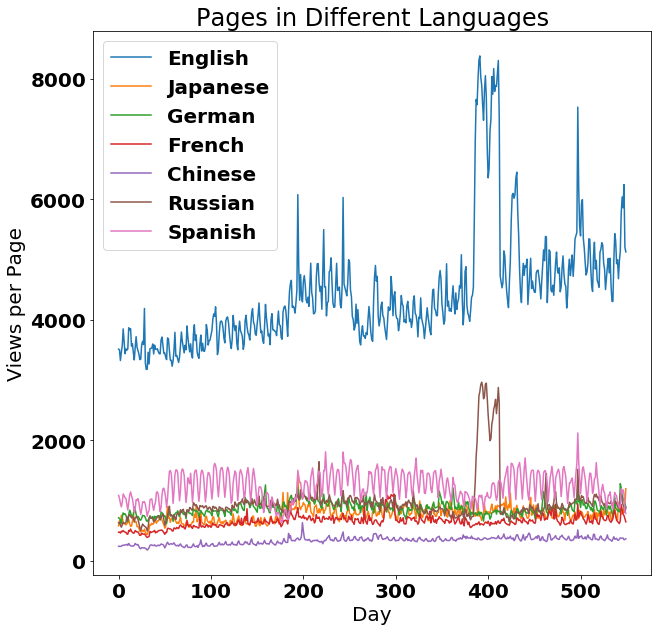 Pages in Different Languages
English
Japanese
German
French
Chinese
Russian
Spanish
Views per Page
8000
6000
4000
2000
0
0 100 200 300 400 500
Day